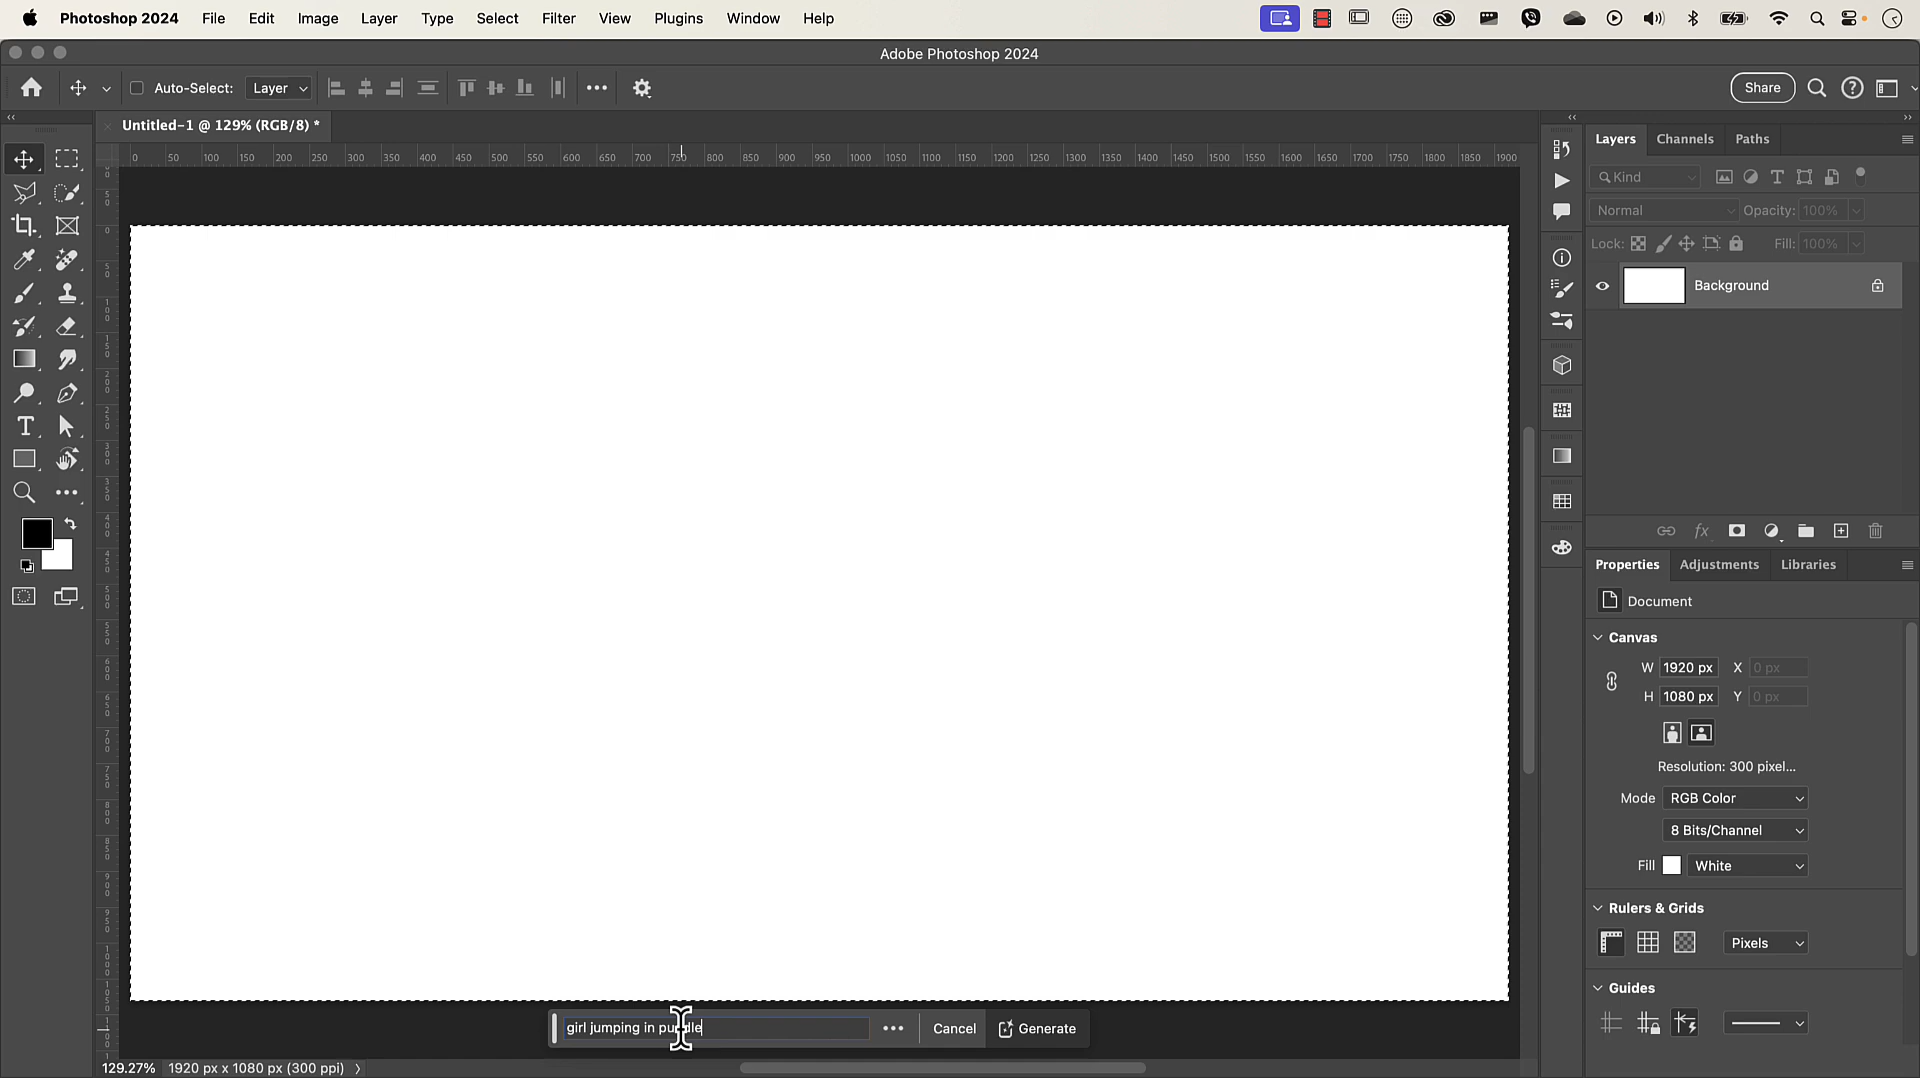 Photoshop 2024 File Edit Image Layer Type Select Filter View Plugins Window Help
Adobe Photoshop 2024
Auto-Select: Layer Share
Untitled-1 @ 129% (RGB/8) *
0 50 100 150 200 250 300 350 400 450 500 550 600 650 700 750 800 850 900 950 1000 1050 1100 1150 1200 1250 1300 1350 1400 1450 1500 1550 1600 1650 1700 1750 1800 1850 1900
Layers Channels Paths
Kind
Normal Opacity: 100%
Lock: Fill: 100%
Background
Properties Adjustments Libraries
Document
Canvas
W 1920 px X 0 px
H 1080 px Y 0 px
Resolution: 300 pixel...
Mode RGB Color
8 Bits/Channel
Fill White
Rulers & Grids
Pixels
Guides
girl jumping in puddle Cancel Generate
129.27% 1920 px x 1080 px (300 ppi)